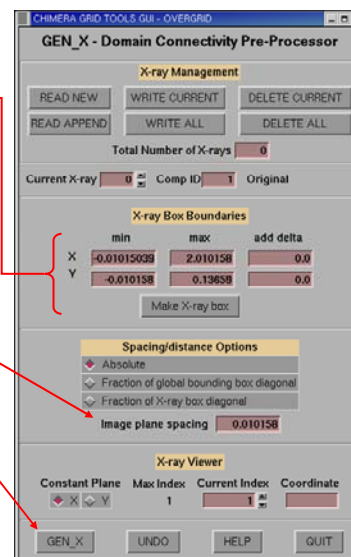 CHIMERA GRID TOOLS GUI - OVERGRID
GEN_X - Domain Connectivity Pre-Processor
X-ray Management
READ NEW WRITE CURRENT DELETE CURRENT
READ APPEND WRITE ALL DELETE ALL
Total Number of X-rays 0
Current X-ray 0 Comp ID 1 Original
X-ray Box Boundaries
min max add delta
X -0.01015039 2.010158 0.0
Y -0.010158 0.13658 0.0
Make X-ray box
Spacing/distance Options
Absolute
Fraction of global bounding box diagonal
Fraction of X-ray box diagonal
Image plane spacing 0.010158
X-ray Viewer
Constant Plane Max Index Current Index Coordinate
X Y 1 1
GEN_X UNDO HELP QUIT